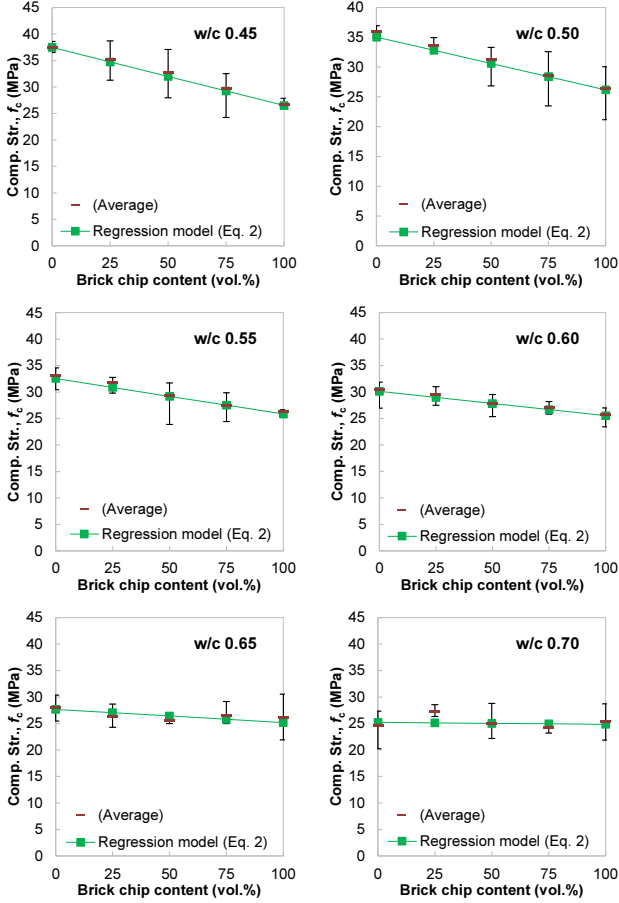 45
40
35
30
25
20
15
10
5
0
Comp. Str., fc (MPa)
w/c 0.45
(Average)
Regression model (Eq. 2)
0 25 50 75 100
Brick chip content (vol.%)
40
35
30
25
20
15
10
5
0
Comp. Str., fc (MPa)
w/c 0.50
(Average)
Regression model (Eq. 2)
0 25 50 75 100
Brick chip content (vol.%)
45
40
35
30
25
20
15
10
5
0
Comp. Str., fc (MPa)
w/c 0.55
(Average)
Regression model (Eq. 2)
0 25 50 75 100
Brick chip content (vol.%)
45
40
35
30
25
20
15
10
5
0
Comp. Str., fc (MPa)
w/c 0.60
(Average)
Regression model (Eq. 2)
0 25 50 75 100
Brick chip content (vol.%)
45
40
35
30
25
20
15
10
5
0
Comp. Str., fc (MPa)
w/c 0.65
(Average)
Regression model (Eq. 2)
0 25 50 75 100
Brick chip content (vol.%)
45
40
35
30
25
20
15
10
5
0
Comp. Str., fc (MPa)
w/c 0.70
(Average)
Regression model (Eq. 2)
0 25 50 75 100
Brick chip content (vol.%)